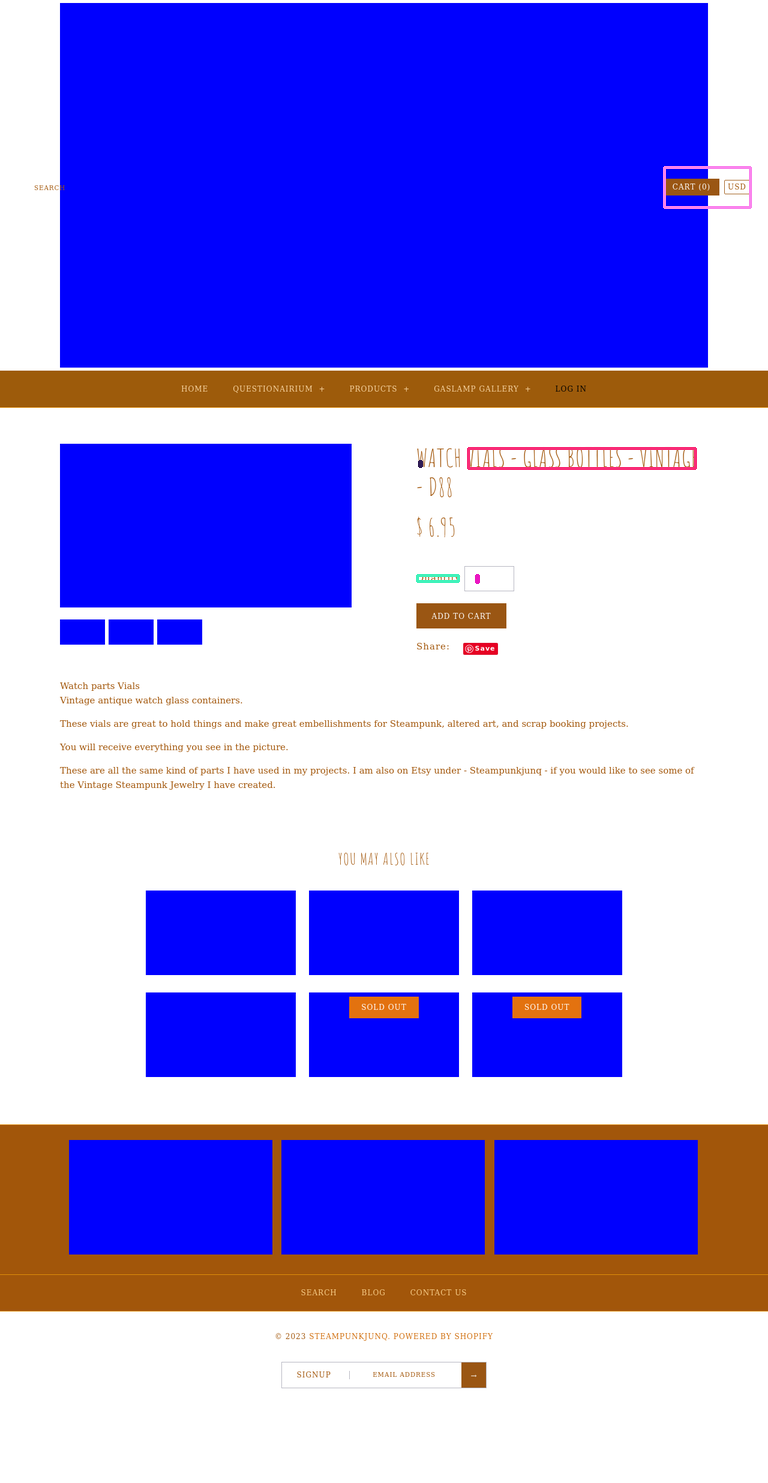 SEARCH
CART (0) USD
HOME QUESTIONAIRIUM + PRODUCTS + GASLAMP GALLERY + LOG IN
WATCH VIALS - GLASS BOTTLES - VINTAGE
- D88
$ 6.95
ADD TO CART
Share: Save
Watch parts Vials
Vintage antique watch glass containers.
These vials are great to hold things and make great embellishments for Steampunk, altered art, and scrap booking projects.
You will receive everything you see in the picture.
These are all the same kind of parts I have used in my projects. I am also on Etsy under - Steampunkjunq - if you would like to see some of
the Vintage Steampunk Jewelry I have created.
YOU MAY ALSO LIKE
SOLD OUT SOLD OUT
SEARCH BLOG CONTACT US
© 2023 STEAMPUNKJUNQ. POWERED BY SHOPIFY
SIGNUP EMAIL ADDRESS →